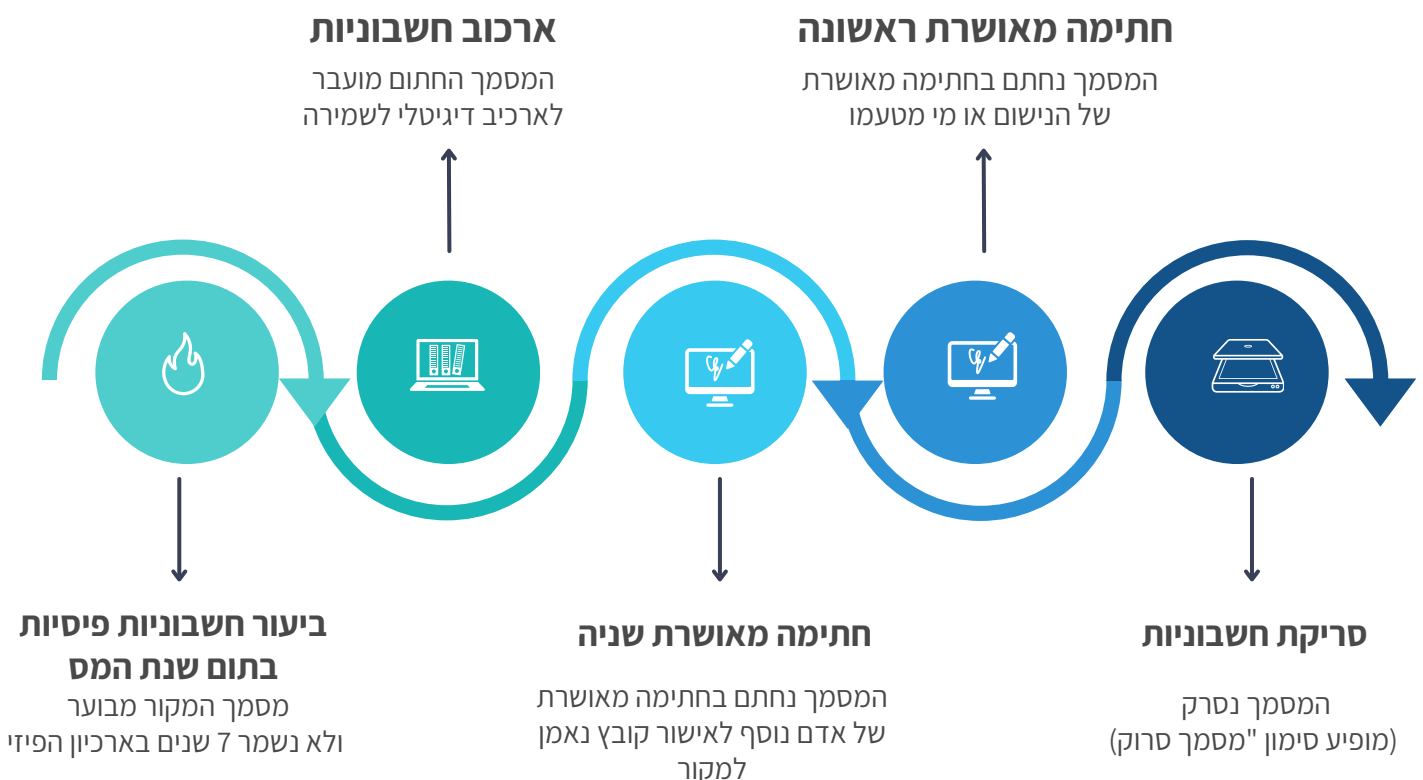 סריקת חשבוניות
המסמך נסרק
(מופיע סימון "מסמך סרוק)
חתימה מאושרת ראשונה
המסמך נחתם בחתימה מאושרת
של הנישום או מי מטעמו
חתימה מאושרת שניה
המסמך נחתם בחתימה מאושרת
של אדם נוסף לאישור קובץ נאמן
למקור
ארכוב חשבוניות
המסמך החתום מועבר
לארכיב דיגיטלי לשמירה
ביעור חשבוניות פיסיות
בתום שנת המס
מסמך המקור מבוער
ולא נשמר 7 שנים בארכיון הפיזי